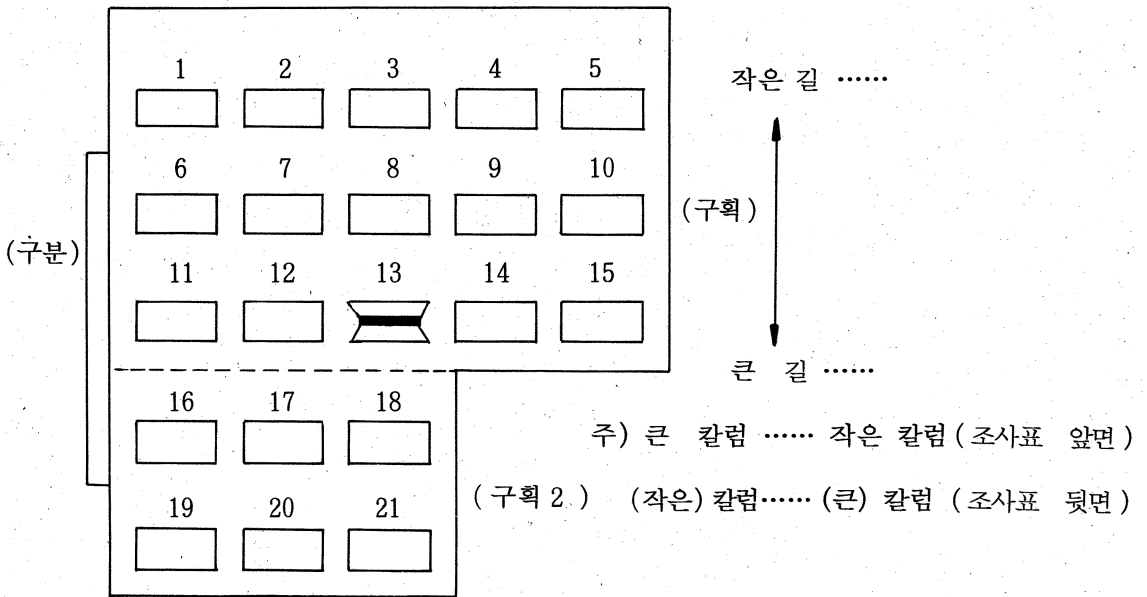 1 2 3 4 5
작은 길 ······
6 7 8 9 10
(구획)
(구분)
11 12 13 14 15
큰 길 ······
16 17 18
주) 큰 칼럼 ······ 작은 칼럼 (조사표 앞면)
(구획 2) (작은) 칼럼 ······ (큰) 칼럼 (조사표 뒷면)
19 20 21